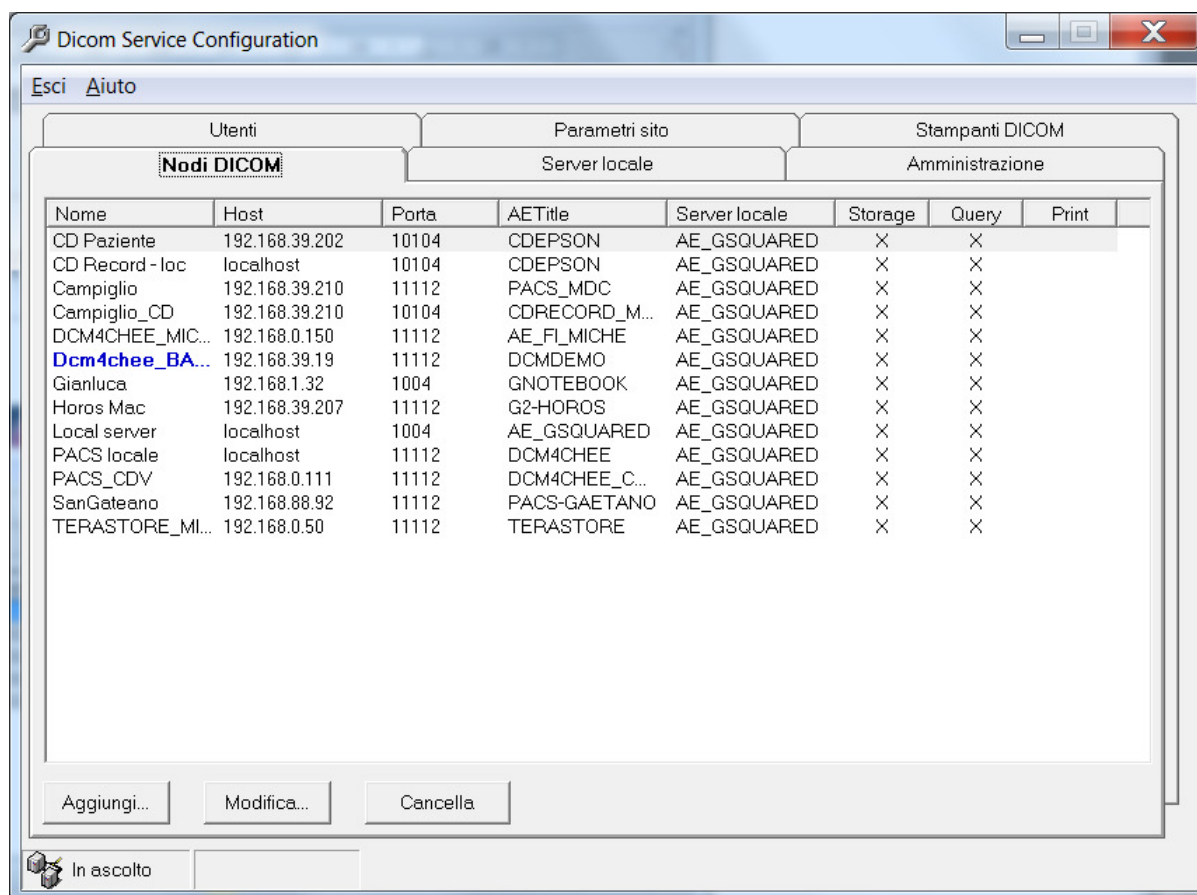 Dicom Service Configuration
Esci Aiuto
Utenti Parametri sito Stampanti DICOM
Nodi DICOM Server locale Amministrazione
Nome Host Porta AETitle Server locale Storage Query Print
CD Paziente 192.168.39.202 10104 CDEPSON AE_GSQUARED X X
CD Record - loc localhost 10104 CDEPSON AE_GSQUARED X X
Campiglio 192.168.39.210 11112 PACS_MDC AE_GSQUARED X X
Campiglio_CD 192.168.39.210 10104 CDRECORD_M... AE_GSQUARED X X
DCM4CHEE_MIC... 192.168.0.150 11112 AE_FI_MICHE AE_GSQUARED X X
Dcm4chee_BA... 192.168.39.19 11112 DCMDEMO AE_GSQUARED X X
Gianluca 192.168.1.32 1004 GNOTEBOOK AE_GSQUARED X X
Horos Mac 192.168.39.207 11112 G2-HOROS AE_GSQUARED X X
Local server localhost 1004 AE_GSQUARED AE_GSQUARED X X
PACS locale localhost 11112 DCM4CHEE AE_GSQUARED X X
PACS_CDV 192.168.0.111 11112 DCM4CHEE_C... AE_GSQUARED X X
SanGateano 192.168.88.92 11112 PACS-GAETANO AE_GSQUARED X X
TERASTORE_MI... 192.168.0.50 11112 TERASTORE AE_GSQUARED X X
Aggiungi... Modifica... Cancella
In ascolto